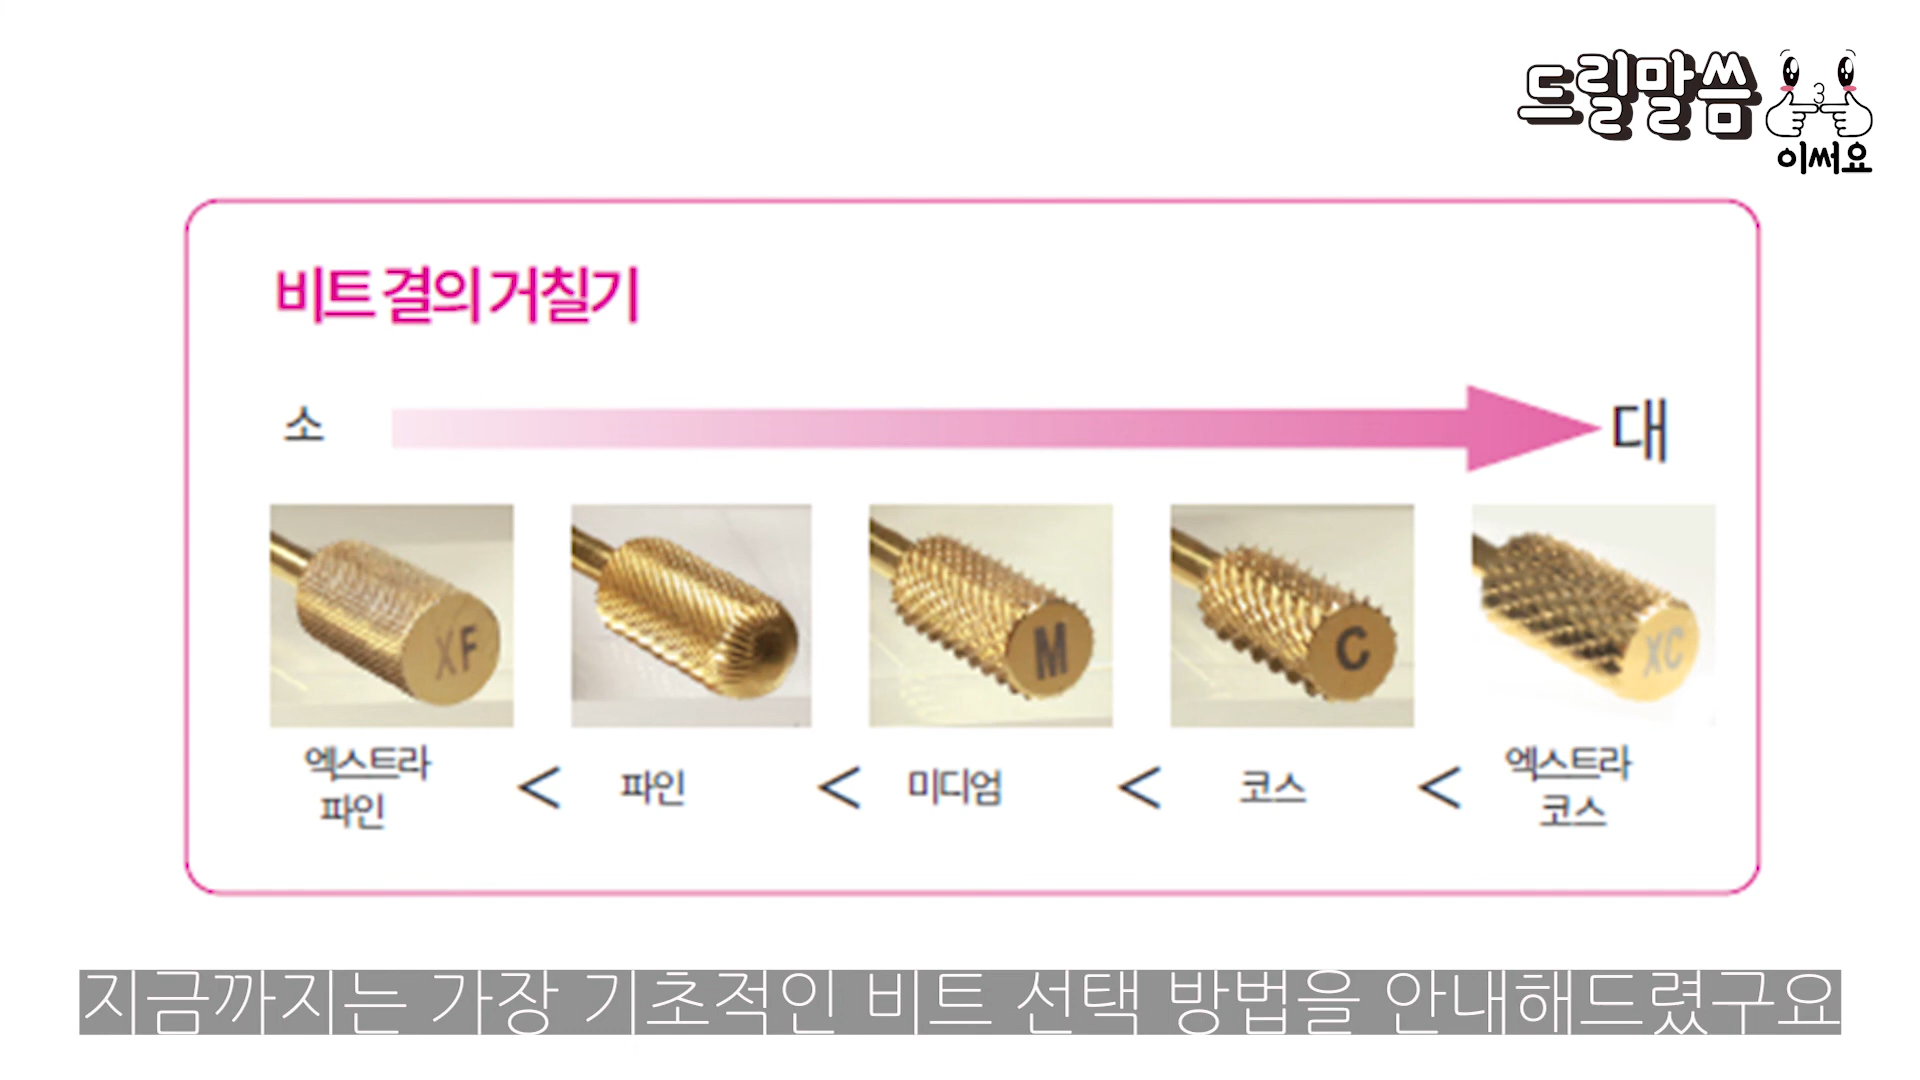 드릴말씀
이써요
비트 결의 거칠기
소 대
XF M C XC
엑스트라 파인 < 파인 < 미디엄 < 코스 < 엑스트라 코스
지금까지는 가장 기초적인 비트 선택 방법을 안내해드렸구요